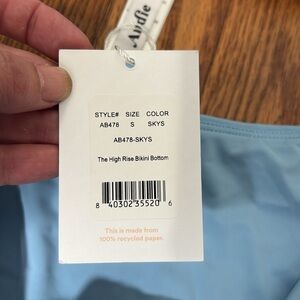 Andie
STYLE# SIZE COLOR
AB478 S SKYS
AB478-SKYS
The High Rise Bikini Bottom
8 40302 35520 6
This is made from
100% recycled paper.